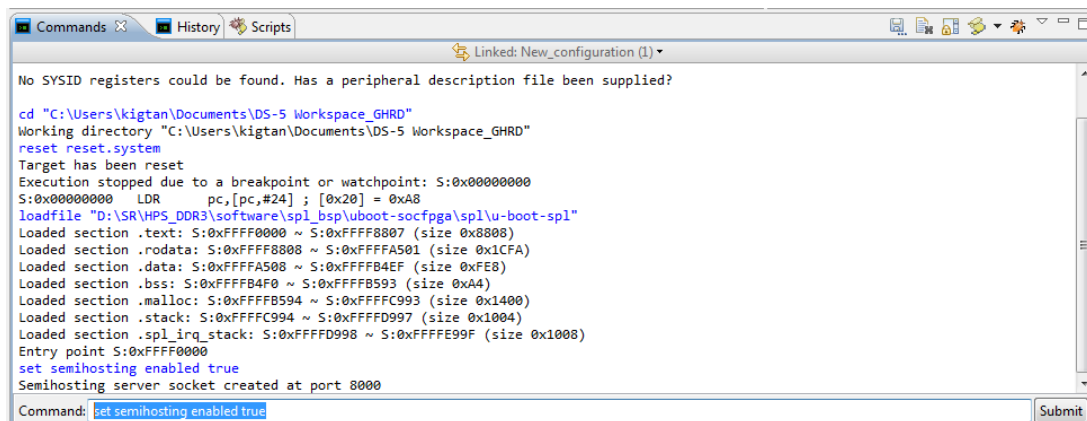 Commands History Scripts
Linked: New_configuration (1)
No SYSID registers could be found. Has a peripheral description file been supplied?
cd "C:\Users\kigtan\Documents\DS-5 Workspace_GHRD"
Working directory "C:\Users\kigtan\Documents\DS-5 Workspace_GHRD"
reset reset.system
Target has been reset
Execution stopped due to a breakpoint or watchpoint: S:0x00000000
S:0x00000000 LDR pc,[pc,#24] ; [0x20] = 0xA8
loadfile "D:\SR\HPS_DDR3\software\spl_bsp\uboot-socfpga\spl\u-boot-spl"
Loaded section .text: S:0xFFFF0000 ~ S:0xFFFF8807 (size 0x8808)
Loaded section .rodata: S:0xFFFF8808 ~ S:0xFFFFA501 (size 0x1CFA)
Loaded section .data: S:0xFFFFA508 ~ S:0xFFFFB4EF (size 0xFE8)
Loaded section .bss: S:0xFFFFB4F0 ~ S:0xFFFFB593 (size 0xA4)
Loaded section .malloc: S:0xFFFFB594 ~ S:0xFFFFC993 (size 0x1400)
Loaded section .stack: S:0xFFFFC994 ~ S:0xFFFFD997 (size 0x1004)
Loaded section .spl_irq_stack: S:0xFFFFD998 ~ S:0xFFFFE99F (size 0x1008)
Entry point S:0xFFFF0000
set semihosting enabled true
Semihosting server socket created at port 8000
Command: set semihosting enabled true Submit